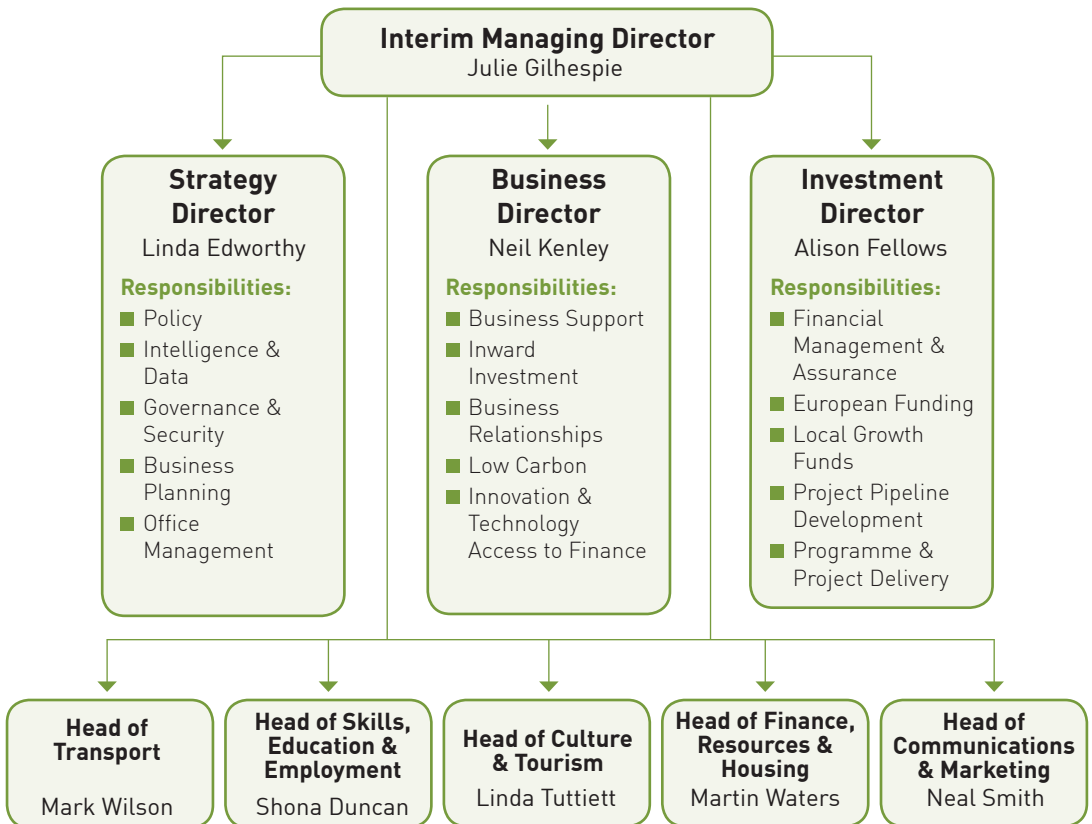 Interim Managing Director
Julie Gilhespie
Strategy
Director
Linda Edworthy
Responsibilities:
Policy
Intelligence &
Data
Governance &
Security
Business
Planning
Office
Management
Business
Director
Neil Kenley
Responsibilities:
Business Support
Inward
Investment
Business
Relationships
Low Carbon
Innovation &
Technology
Access to Finance
Investment
Director
Alison Fellows
Responsibilities:
Financial
Management &
Assurance
European Funding
Local Growth
Funds
Project Pipeline
Development
Programme &
Project Delivery
Head of
Transport
Mark Wilson
Head of Skills,
Education &
Employment
Shona Duncan
Head of Culture
& Tourism
Linda Tuttiett
Head of Finance,
Resources &
Housing
Martin Waters
Head of
Communications
& Marketing
Neal Smith